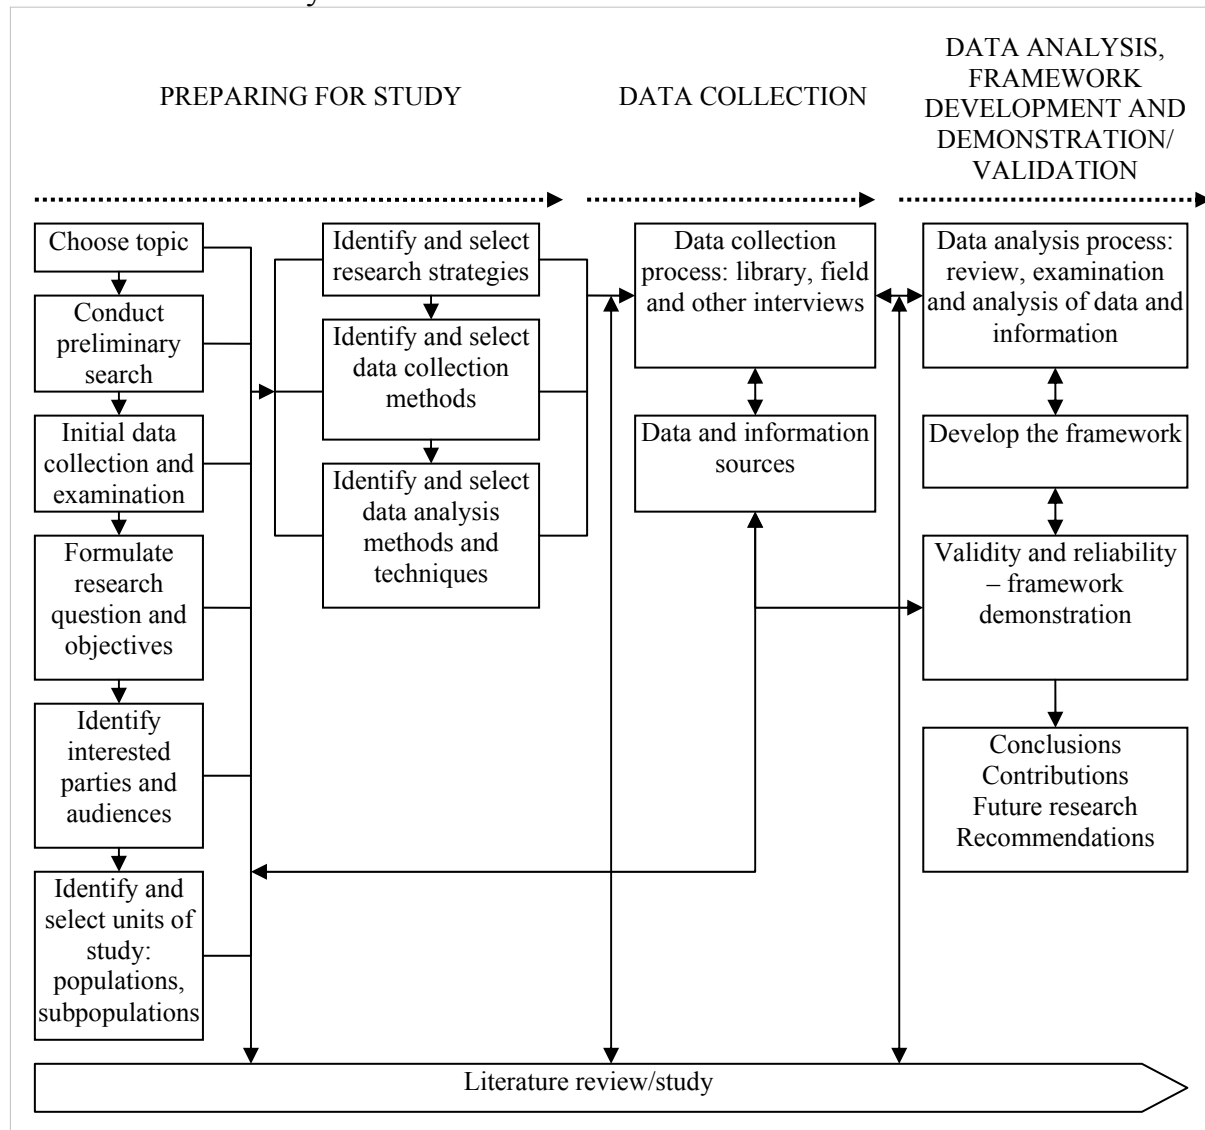 PREPARING FOR STUDY
DATA COLLECTION
DATA ANALYSIS,
FRAMEWORK
DEVELOPMENT AND
DEMONSTRATION/
VALIDATION
Choose topic
Conduct
preliminary
search
Initial data
collection and
examination
Formulate
research
question and
objectives
Identify
interested
parties and
audiences
Identify and
select units of
study:
populations,
subpopulations
Identify and select
research strategies
Identify and select
data collection
methods
Identify and select
data analysis
methods and
techniques
Data collection
process: library, field
and other interviews
Data and information
sources
Data analysis process:
review, examination
and analysis of data and
information
Develop the framework
Validity and reliability
– framework
demonstration
Conclusions
Contributions
Future research
Recommendations
Literature review/study